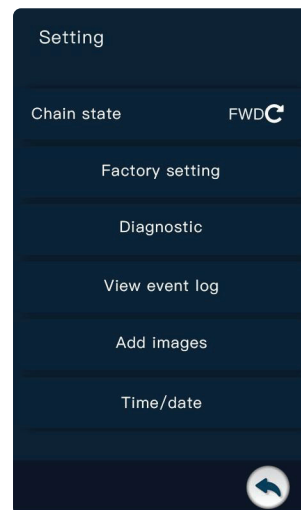 Setting
Chain state FWD
Factory setting
Diagnostic
View event log
Add images
Time/date